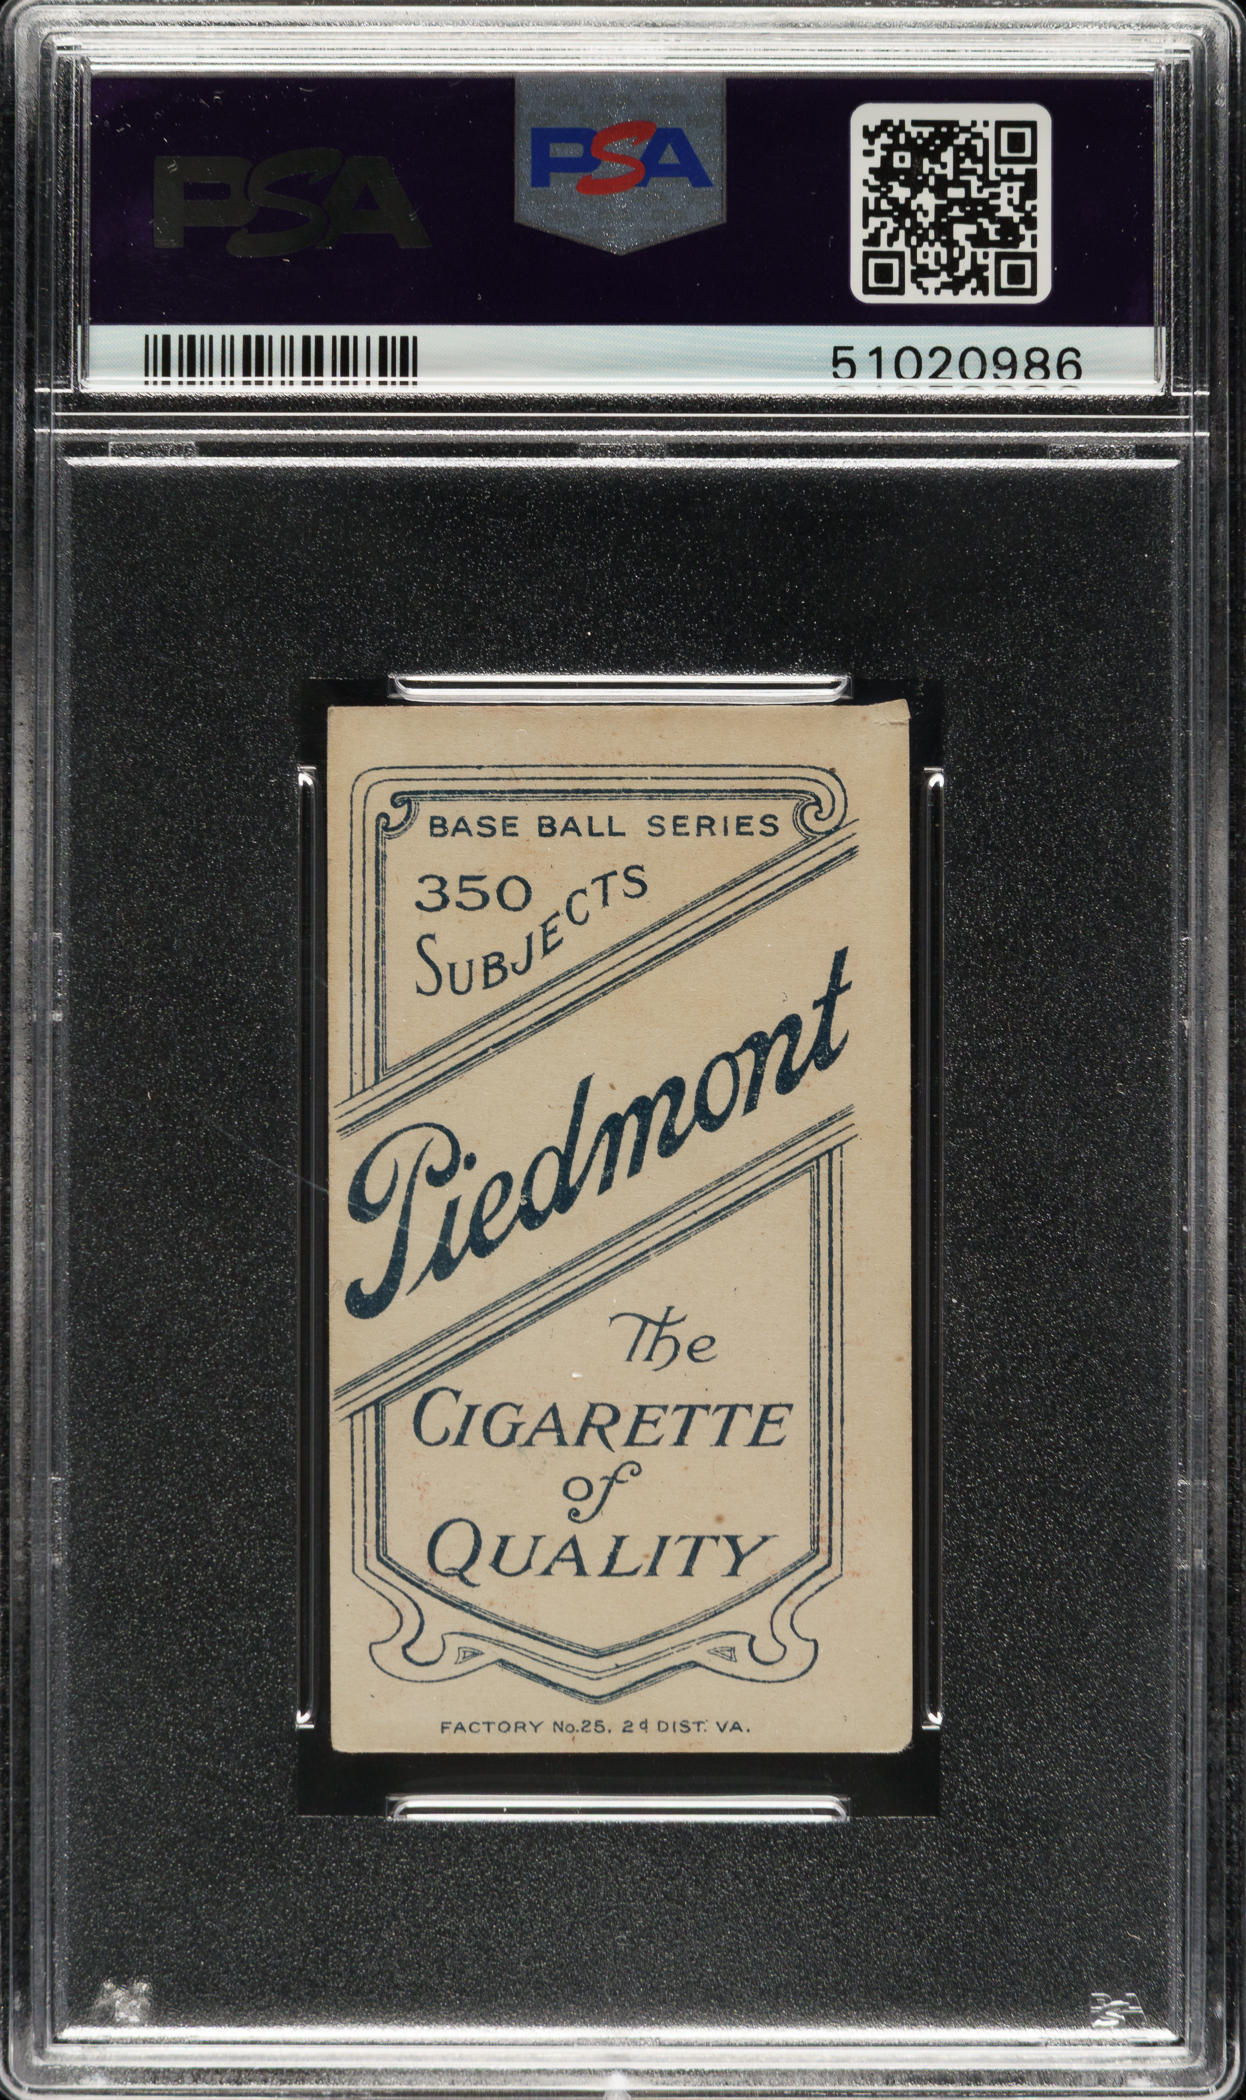 PSA
PSA
51020986
BASE BALL SERIES
350
SUBJECTS
Piedmont
The
CIGARETTE
of
QUALITY
FACTORY No.25. 2d DIST. VA.
PSA